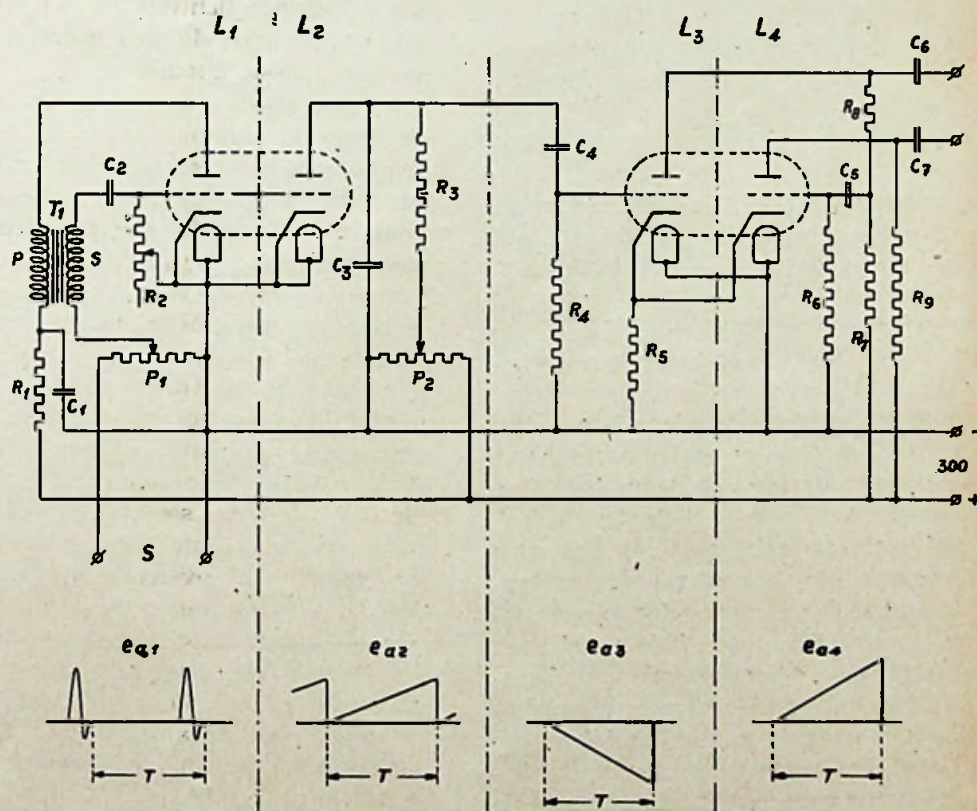 L1 L2 L3 L4
C6
R8
C2 R3 C4 C5 C7
T1
P S
C3
R2 R4 R6 R9
R5 R7
R1 C1 P1 P2
300
+
S
ea1 ea2 ea3 ea4
T T T
T